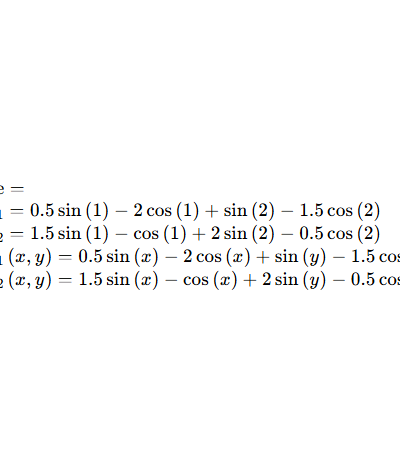 e =
₁ = 0.5 sin (1) − 2 cos (1) + sin (2) − 1.5 cos (2)
₂ = 1.5 sin (1) − cos (1) + 2 sin (2) − 0.5 cos (2)
₁ (x, y) = 0.5 sin (x) − 2 cos (x) + sin (y) − 1.5 cos
₂ (x, y) = 1.5 sin (x) − cos (x) + 2 sin (y) − 0.5 cos